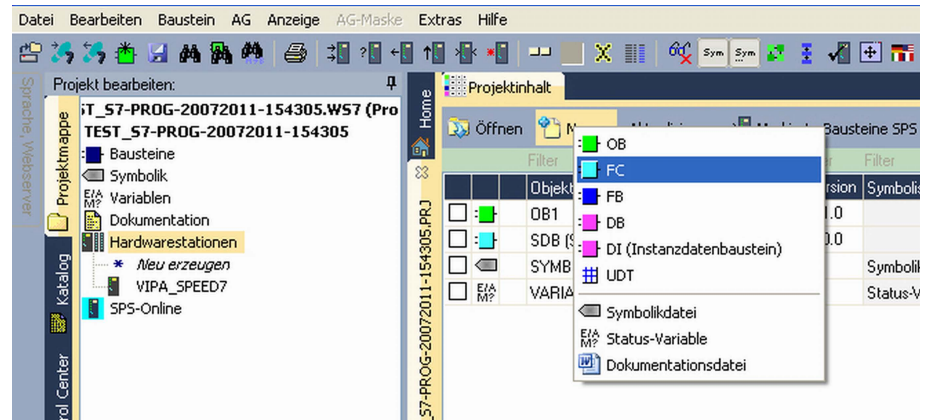 Datei Bearbeiten Baustein AG Anzeige AG-Maske Extras Hilfe
Sym Sym
Sprache, Webserver
Projekt bearbeiten:
Projektmappe
Katalog
rol Center
iT_S7-PROG-20072011-154305.WS7 (Pro
TEST_S7-PROG-20072011-154305
Bausteine
Symbolik
E/A M? Variablen
Dokumentation
Hardwarestationen
* Neu erzeugen
VIPA_SPEED7
SPS-Online
Home
_S7-PROG-20072011-154305.PRJ
Projektinhalt
Öffnen Bausteine SPS
Filter Filter
Objekt rsion Symbolis
OB1 1.0
SDB (S 0.0
SYMB Symbolik
E/A M? VARIA Status-V
OB
FC
FB
DB
DI (Instanzdatenbaustein)
UDT
Symbolikdatei
E/A M? Status-Variable
Dokumentationsdatei